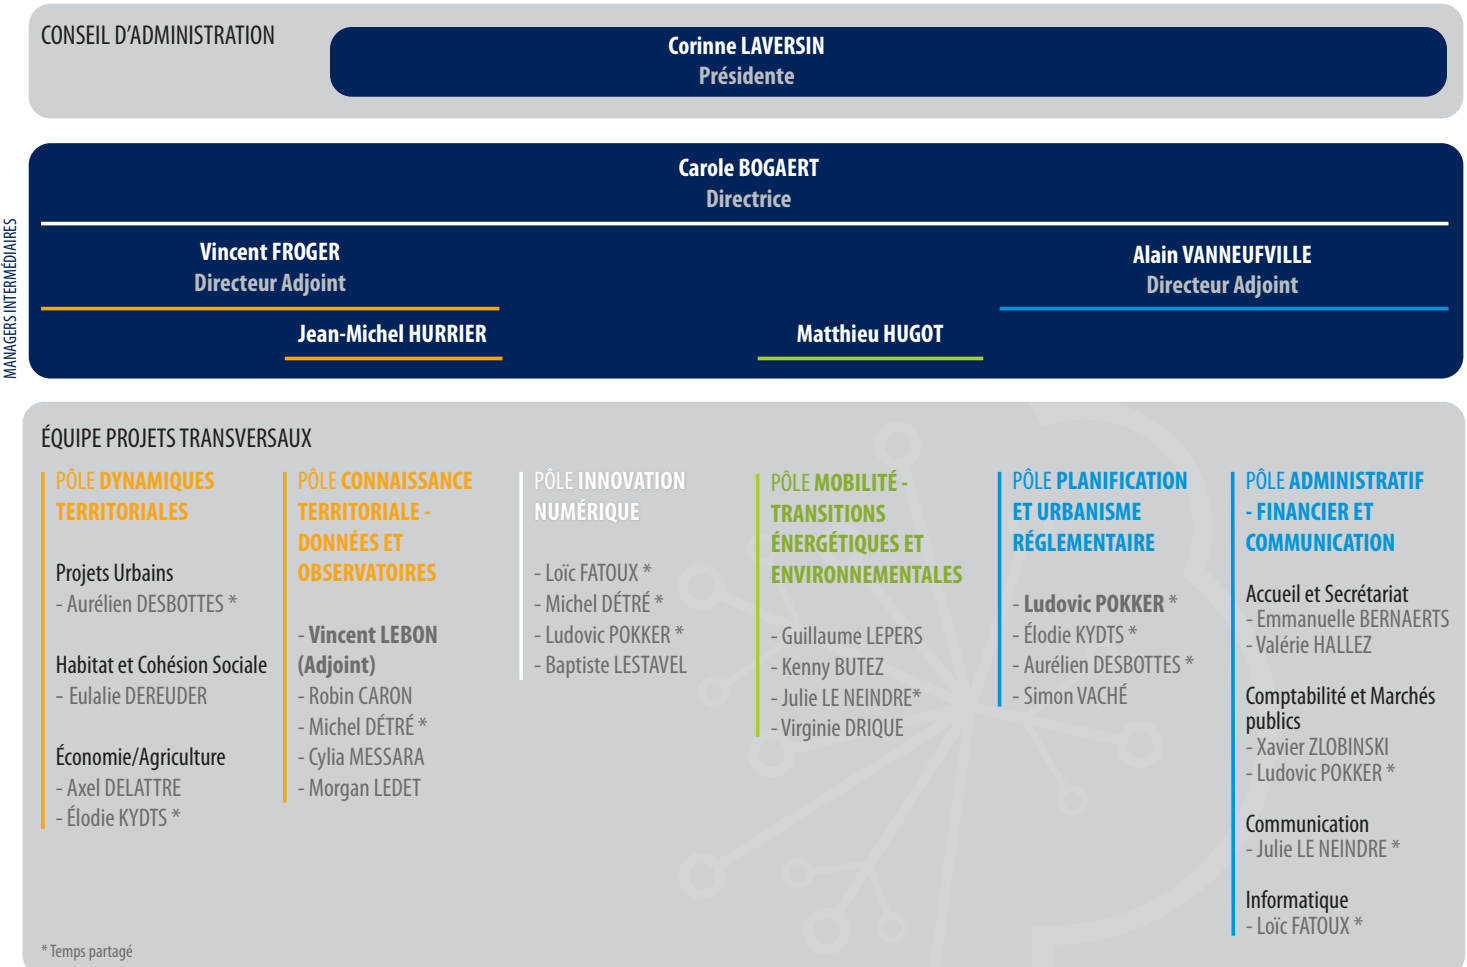 CONSEIL D’ADMINISTRATION
Corinne LAVERSIN
Présidente
MANAGERS INTERMÉDIAIRES
Carole BOGAERT
Directrice
Vincent FROGER
Directeur Adjoint
Alain VANNEUFVILLE
Directeur Adjoint
Jean-Michel HURRIER
Matthieu HUGOT
ÉQUIPE PROJETS TRANSVERSAUX
PÔLE DYNAMIQUES
TERRITORIALES
Projets Urbains
- Aurélien DESBOTTES *
Habitat et Cohésion Sociale
- Eulalie DEREUDER
Économie/Agriculture
- Axel DELATTRE
- Élodie KYDTS *
PÔLE CONNAISSANCE
TERRITORIALE -
DONNÉES ET
OBSERVATOIRES
- Vincent LEBON
(Adjoint)
- Robin CARON
- Michel DÉTRÉ *
- Cylia MESSARA
- Morgan LEDET
PÔLE INNOVATION
NUMÉRIQUE
- Loïc FATOUX *
- Michel DÉTRÉ *
- Ludovic POKKER *
- Baptiste LESTAVEL
PÔLE MOBILITÉ -
TRANSITIONS
ÉNERGÉTIQUES ET
ENVIRONNEMENTALES
- Guillaume LEPERS
- Kenny BUTEZ
- Julie LE NEINDRE*
- Virginie DRIQUE
PÔLE PLANIFICATION
ET URBANISME
RÉGLEMENTAIRE
- Ludovic POKKER *
- Élodie KYDTS *
- Aurélien DESBOTTES *
- Simon VACHÉ
PÔLE ADMINISTRATIF
- FINANCIER ET
COMMUNICATION
Accueil et Secrétariat
- Emmanuelle BERNAERTS
- Valérie HALLEZ
Comptabilité et Marchés
publics
- Xavier ZLOBINSKI
- Ludovic POKKER *
Communication
- Julie LE NEINDRE *
Informatique
- Loïc FATOUX *
* Temps partagé